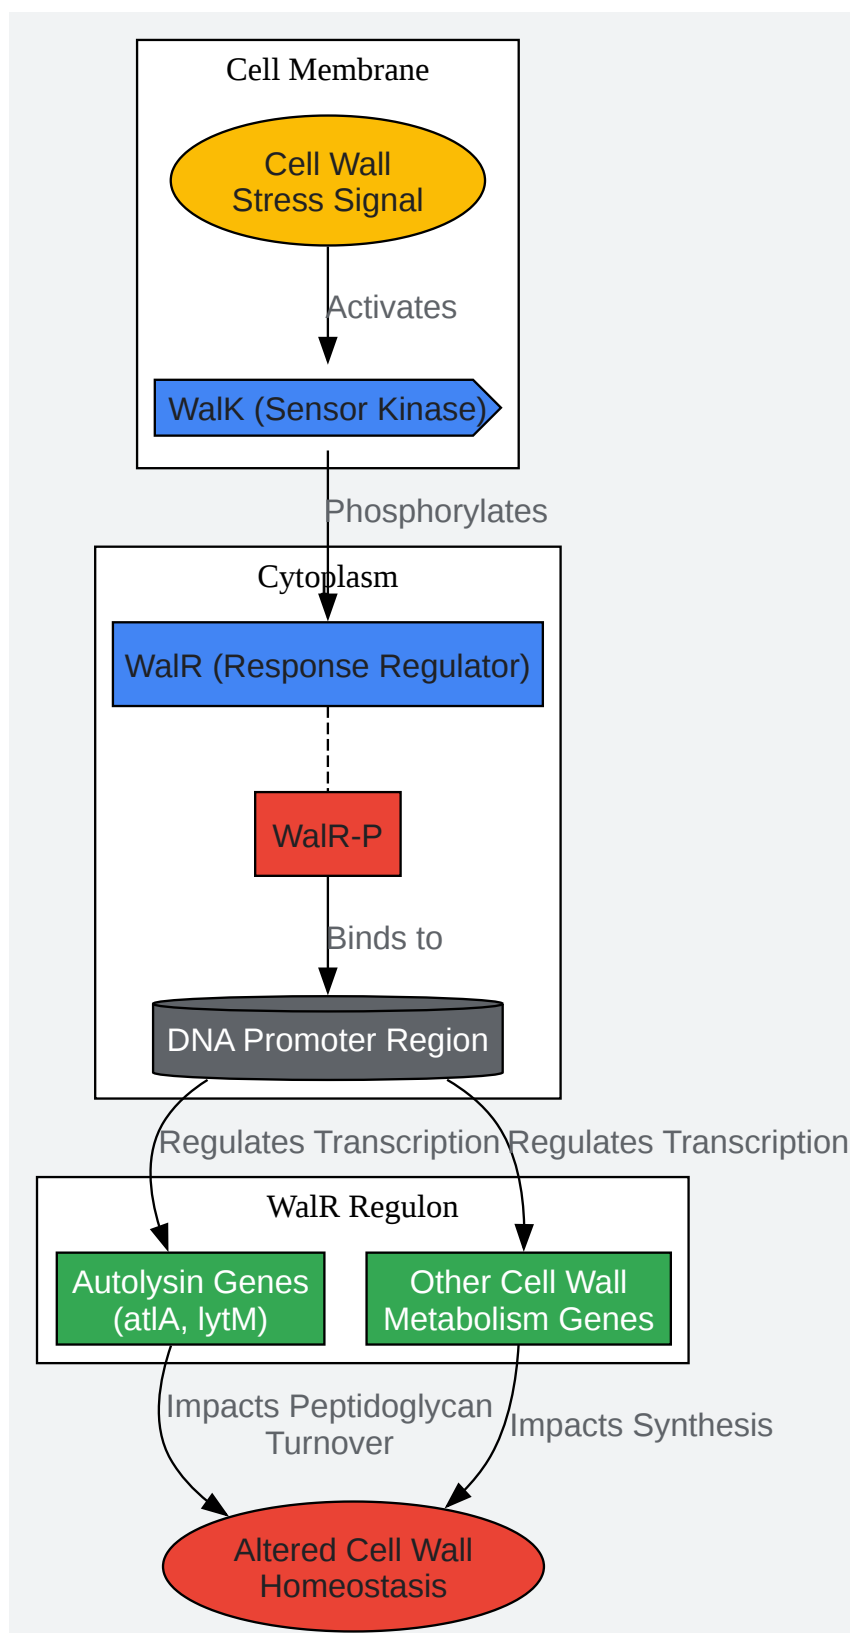 Cell Membrane
Cell Wall
Stress Signal
Activates
WalK (Sensor Kinase)
Phosphorylates
Cytoplasm
WalR (Response Regulator)
WalR-P
Binds to
DNA Promoter Region
Regulates Transcription
Regulates Transcription
WalR Regulon
Autolysin Genes
(atlA, lytM)
Other Cell Wall
Metabolism Genes
Impacts Peptidoglycan
Turnover
Impacts Synthesis
Altered Cell Wall
Homeostasis